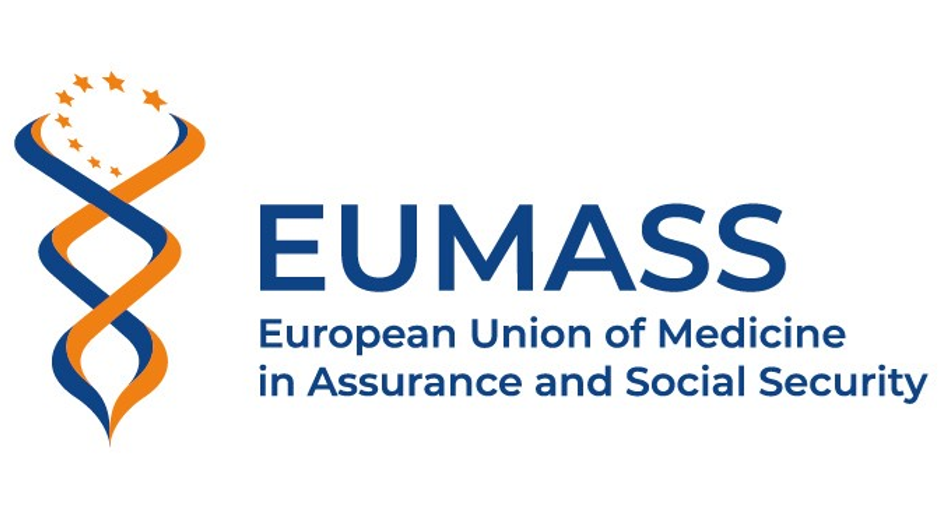 EUMASS
European Union of Medicine
in Assurance and Social Security